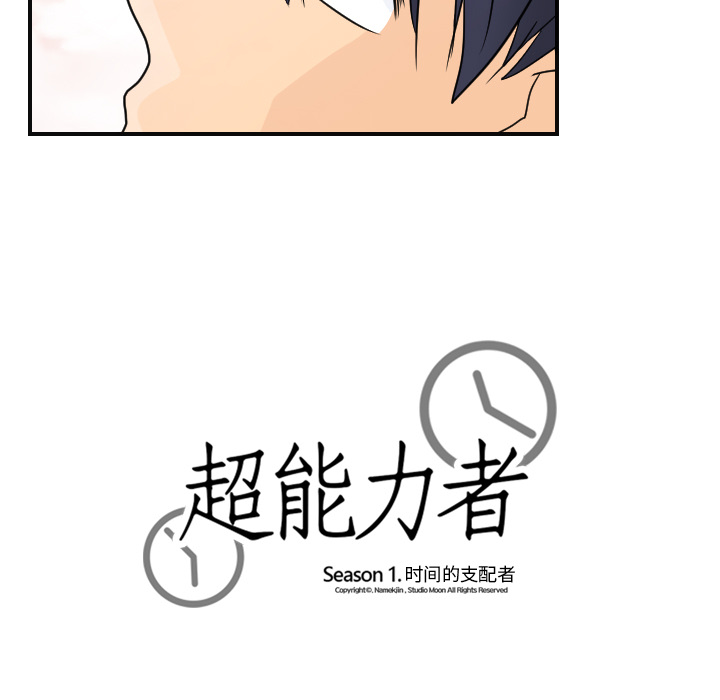 超能力者
Season 1. 时间的支配者
Copyright©, Namekjin , Studio Moon All Rights Reserved